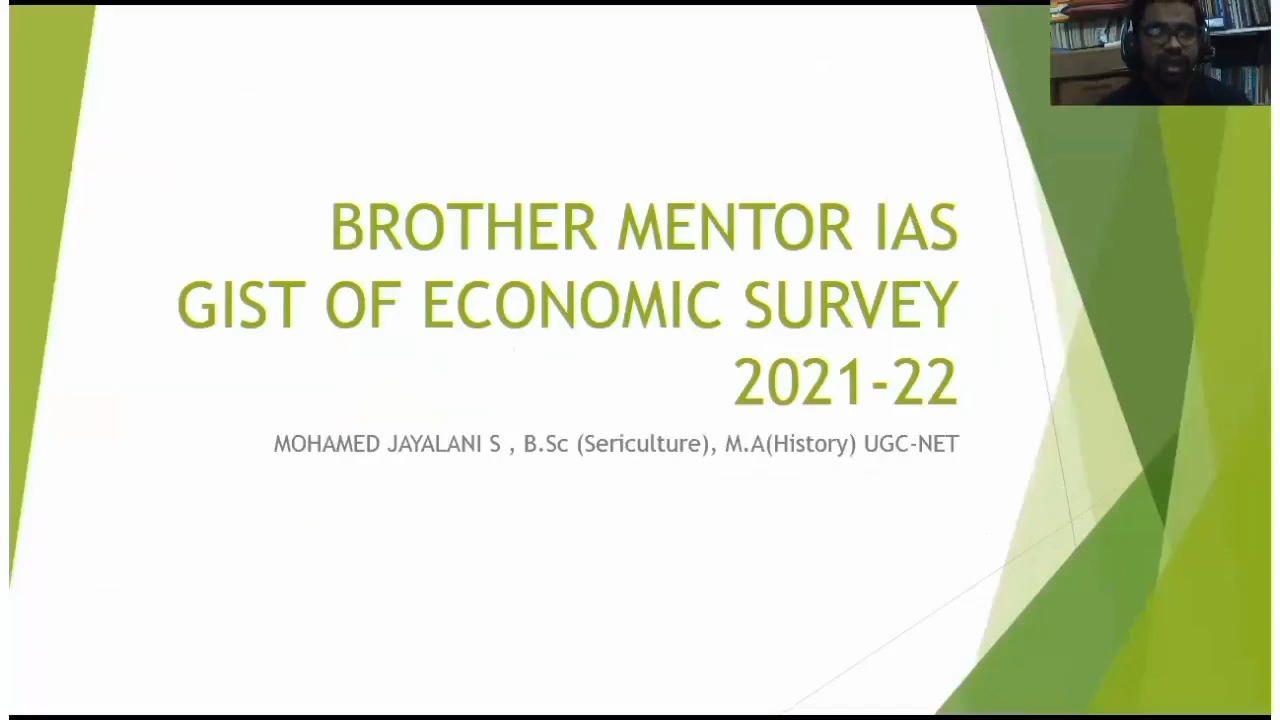 BROTHER MENTOR IAS
GIST OF ECONOMIC SURVEY
2021-22
MOHAMED JAYALANI S , B.Sc (Sericulture), M.A(History) UGC-NET